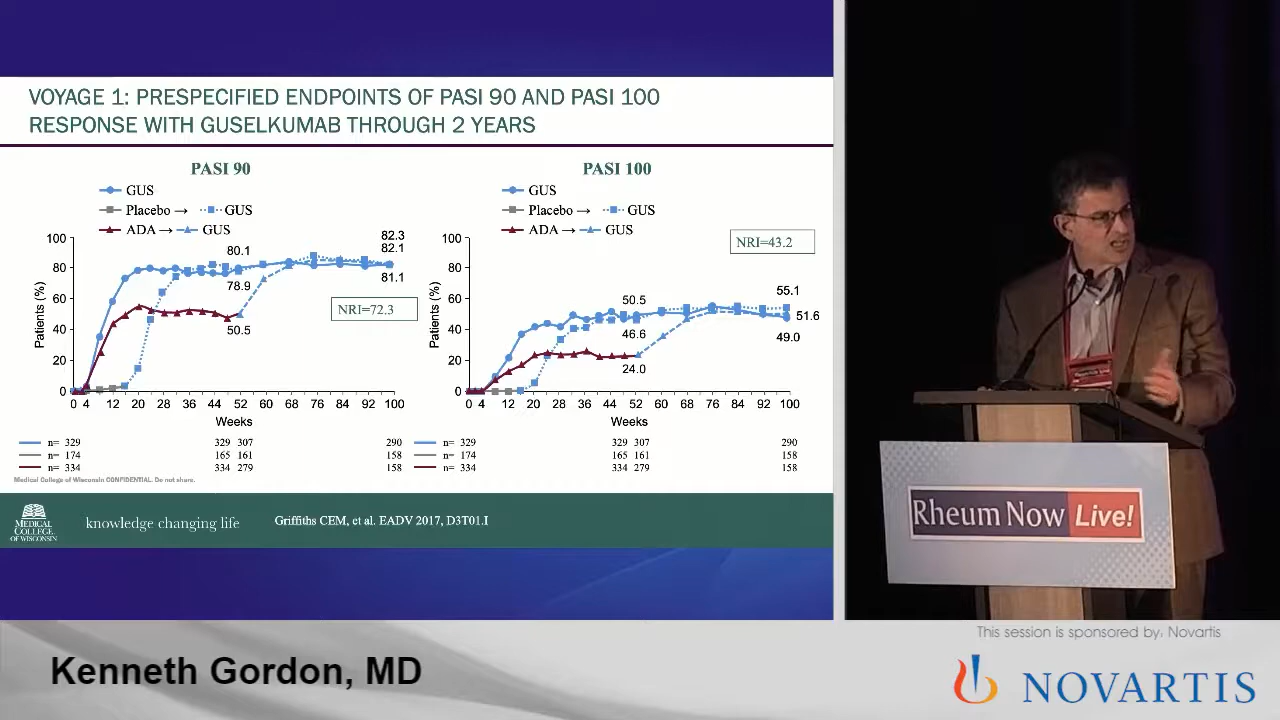 VOYAGE 1: PRESPECIFIED ENDPOINTS OF PASI 90 AND PASI 100
RESPONSE WITH GUSELKUMAB THROUGH 2 YEARS
PASI 90
GUS
Placebo → GUS
ADA → GUS
Patients (%)
100
80
60
40
20
0
80.1
78.9
50.5
82.3
82.1
81.1
NRI=72.3
0 4 12 20 28 36 44 52 60 68 76 84 92 100
Weeks
n= 329 329 307 290
n= 174 165 161 158
n= 334 334 279 158
PASI 100
GUS
Placebo → GUS
ADA → GUS
NRI=43.2
Patients (%)
100
80
60
40
20
0
50.5
46.6
24.0
55.1
51.6
49.0
0 4 12 20 28 36 44 52 60 68 76 84 92 100
Weeks
n= 329 329 307 290
n= 174 165 161 158
n= 334 334 279 158
Medical College of Wisconsin CONFIDENTIAL. Do not share.
MEDICAL
COLLEGE
OF WISCONSIN
knowledge changing life
Griffiths CEM, et al. EADV 2017, D3T01.I
Rheum Now Live!
This session is sponsored by, Novartis
Kenneth Gordon, MD
NOVARTIS